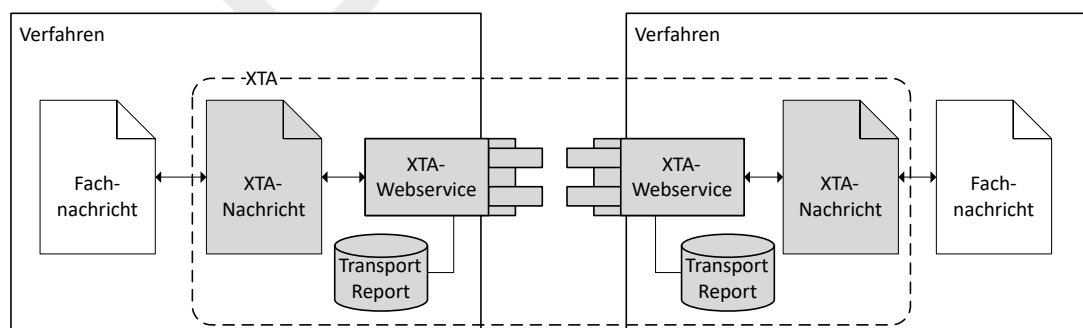 Verfahren
Verfahren
XTA
Fach-
nachricht
XTA-
Nachricht
XTA-
Webservice
Transport
Report
XTA-
Webservice
Transport
Report
XTA-
Nachricht
Fach-
nachricht